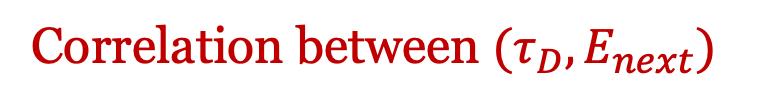 Correlation between (τ_D, E_next)